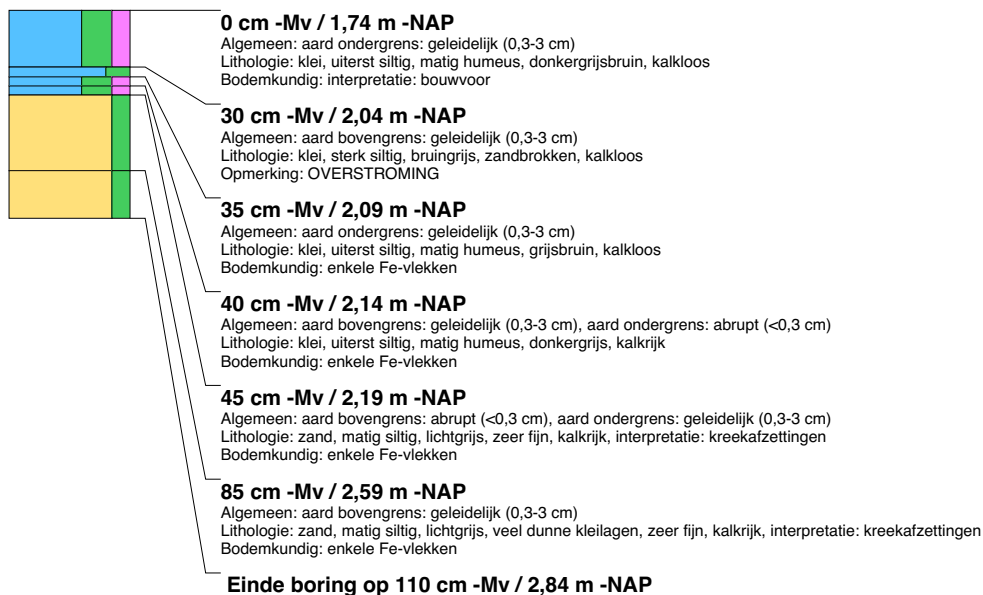 0 cm -Mv / 1,74 m -NAP
Algemeen: aard ondergrens: geleidelijk (0,3-3 cm)
Lithologie: klei, uiterst siltig, matig humeus, donkergrijsbruin, kalkloos
Bodemkundig: interpretatie: bouwvoor
30 cm -Mv / 2,04 m -NAP
Algemeen: aard bovengrens: geleidelijk (0,3-3 cm)
Lithologie: klei, sterk siltig, bruingrijs, zandbrokken, kalkloos
Opmerking: OVERSTROMING
35 cm -Mv / 2,09 m -NAP
Algemeen: aard ondergrens: geleidelijk (0,3-3 cm)
Lithologie: klei, uiterst siltig, matig humeus, grijsbruin, kalkloos
Bodemkundig: enkele Fe-vlekken
40 cm -Mv / 2,14 m -NAP
Algemeen: aard bovengrens: geleidelijk (0,3-3 cm), aard ondergrens: abrupt (<0,3 cm)
Lithologie: klei, uiterst siltig, matig humeus, donkergrijs, kalkrijk
Bodemkundig: enkele Fe-vlekken
45 cm -Mv / 2,19 m -NAP
Algemeen: aard bovengrens: abrupt (<0,3 cm), aard ondergrens: geleidelijk (0,3-3 cm)
Lithologie: zand, matig siltig, lichtgrijs, zeer fijn, kalkrijk, interpretatie: kreekafzettingen
Bodemkundig: enkele Fe-vlekken
85 cm -Mv / 2,59 m -NAP
Algemeen: aard bovengrens: geleidelijk (0,3-3 cm)
Lithologie: zand, matig siltig, lichtgrijs, veel dunne kleilagen, zeer fijn, kalkrijk, interpretatie: kreekafzettingen
Bodemkundig: enkele Fe-vlekken
Einde boring op 110 cm -Mv / 2,84 m -NAP